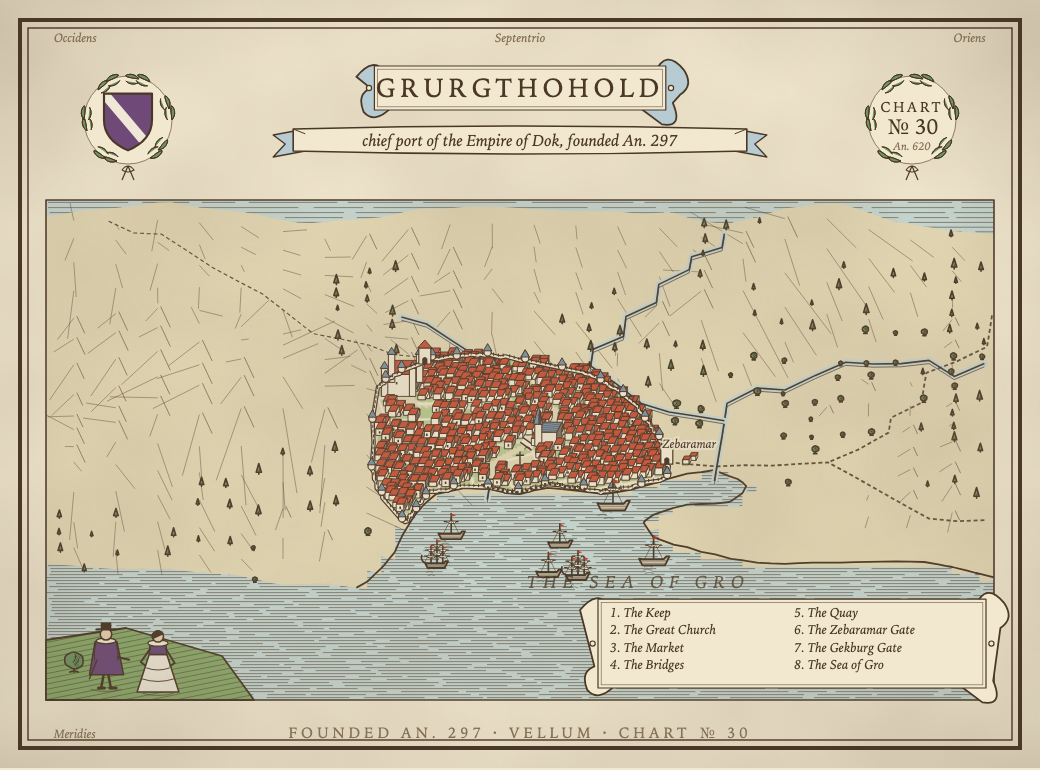 Occidens
Septentrio
Oriens
GRURGTHOHOLD
chief port of the Empire of Dok, founded An. 297
CHART
№ 30
An. 620
Zebaramar
THE SEA OF GRO
1. The Keep
2. The Great Church
3. The Market
4. The Bridges
5. The Quay
6. The Zebaramar Gate
7. The Gekburg Gate
8. The Sea of Gro
Meridies
FOUNDED AN. 297 · VELLUM · CHART № 30